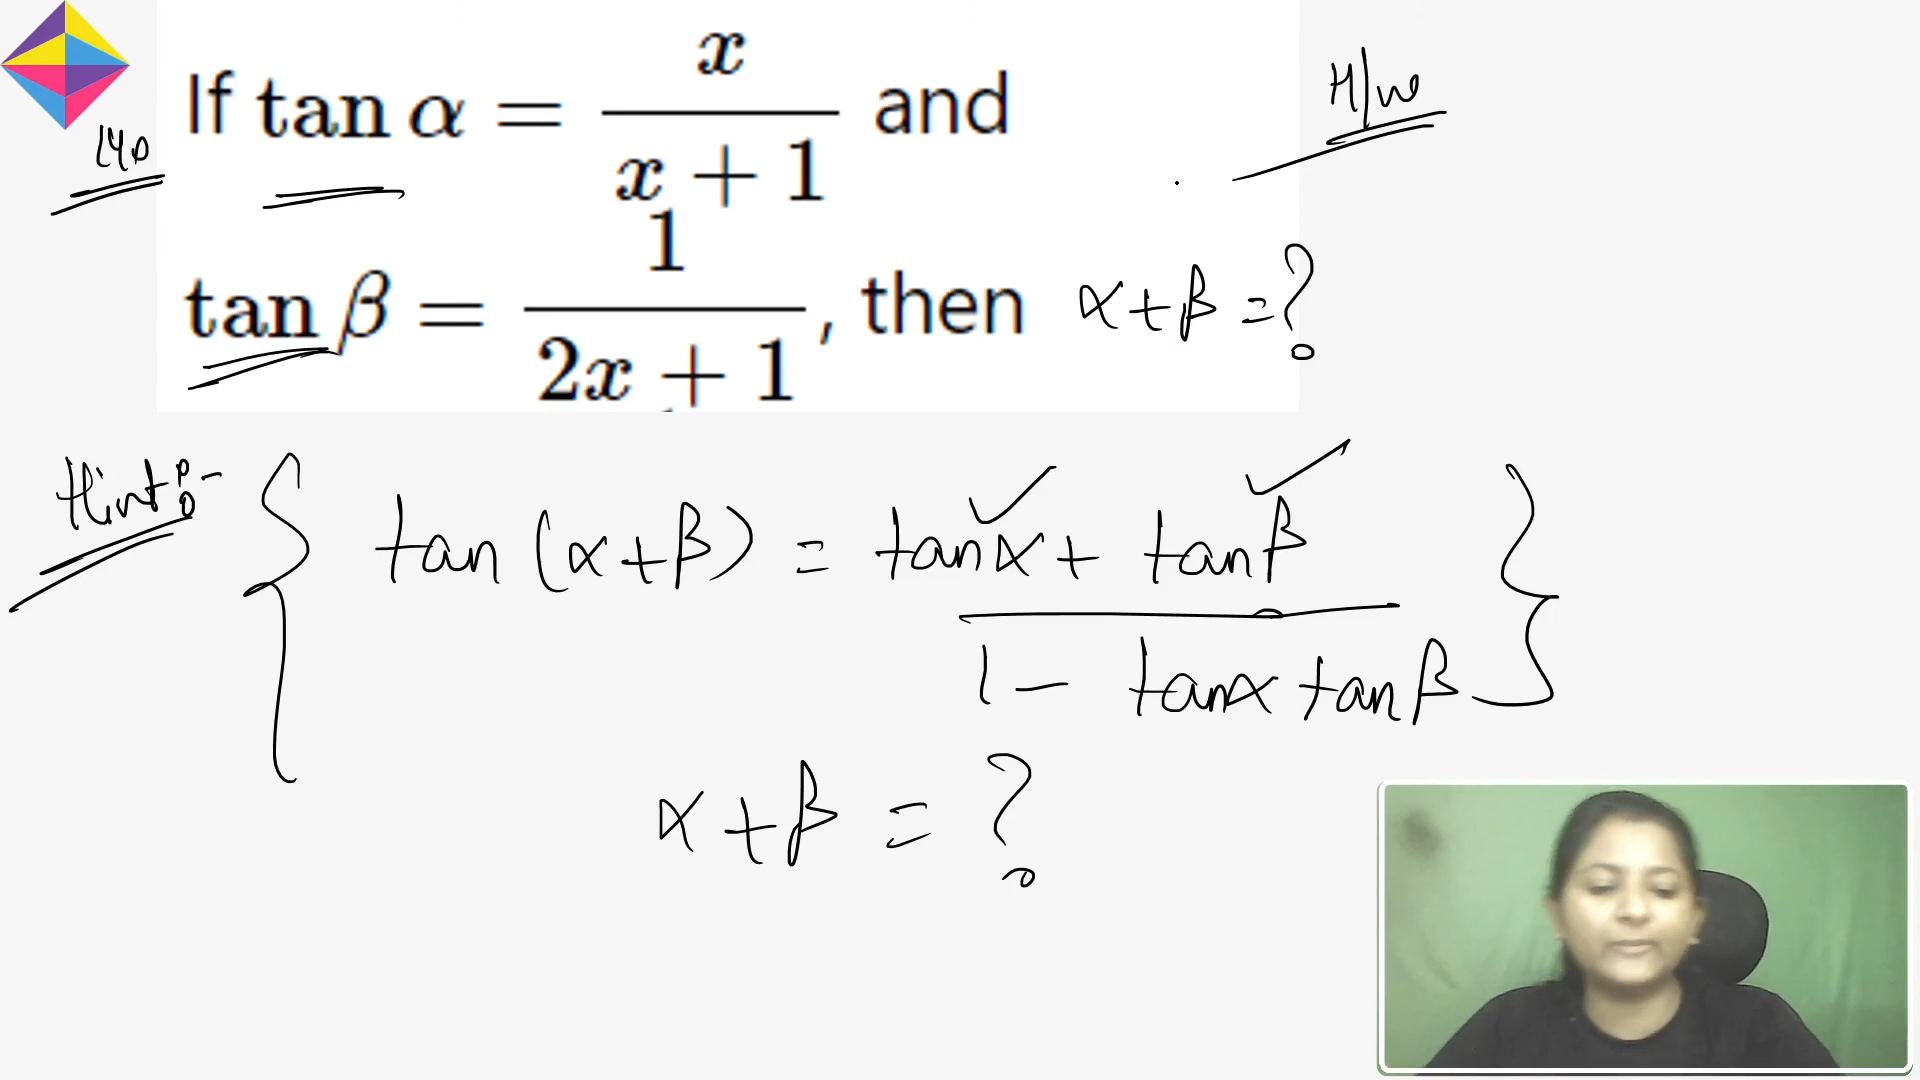 If tan α = x / (x + 1) and
H/w
140
tan β = 1 / (2x + 1), then α+β = ?
Hint:-
{ tan (α+β) = (tanα + tanβ) / (1 - tanα tanβ) }
α+β = ?